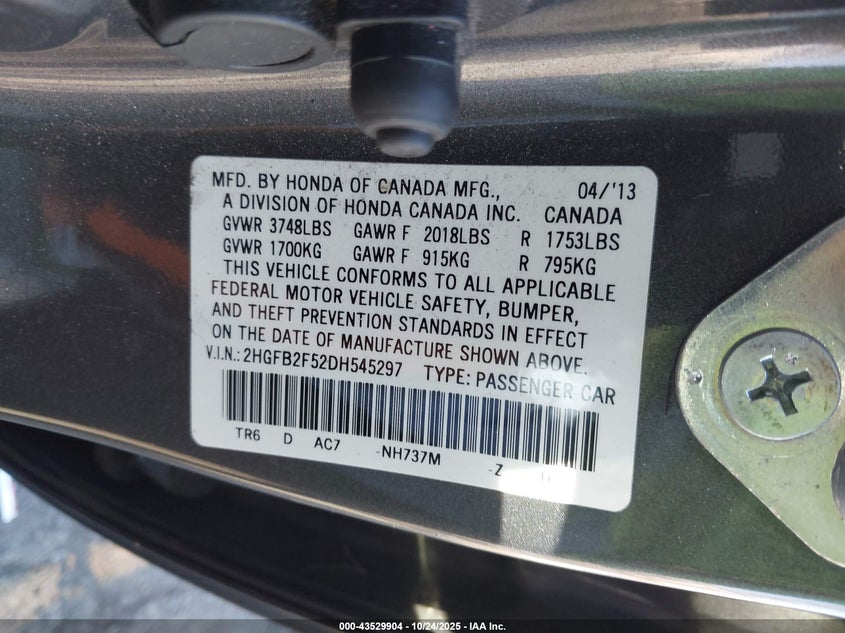 MFD. BY HONDA OF CANADA MFG., 04/'13
A DIVISION OF HONDA CANADA INC. CANADA
GVWR 3748LBS GAWR F 2018LBS R 1753LBS
GVWR 1700KG GAWR F 915KG R 795KG
THIS VEHICLE CONFORMS TO ALL APPLICABLE
FEDERAL MOTOR VEHICLE SAFETY, BUMPER,
AND THEFT PREVENTION STANDARDS IN EFFECT
ON THE DATE OF MANUFACTURE SHOWN ABOVE.
V.I.N.: 2HGFB2F52DH545297 TYPE: PASSENGER CAR
TR6 D AC7 -NH737M -Z
000-43529904 - 10/24/2025 - IAA Inc.